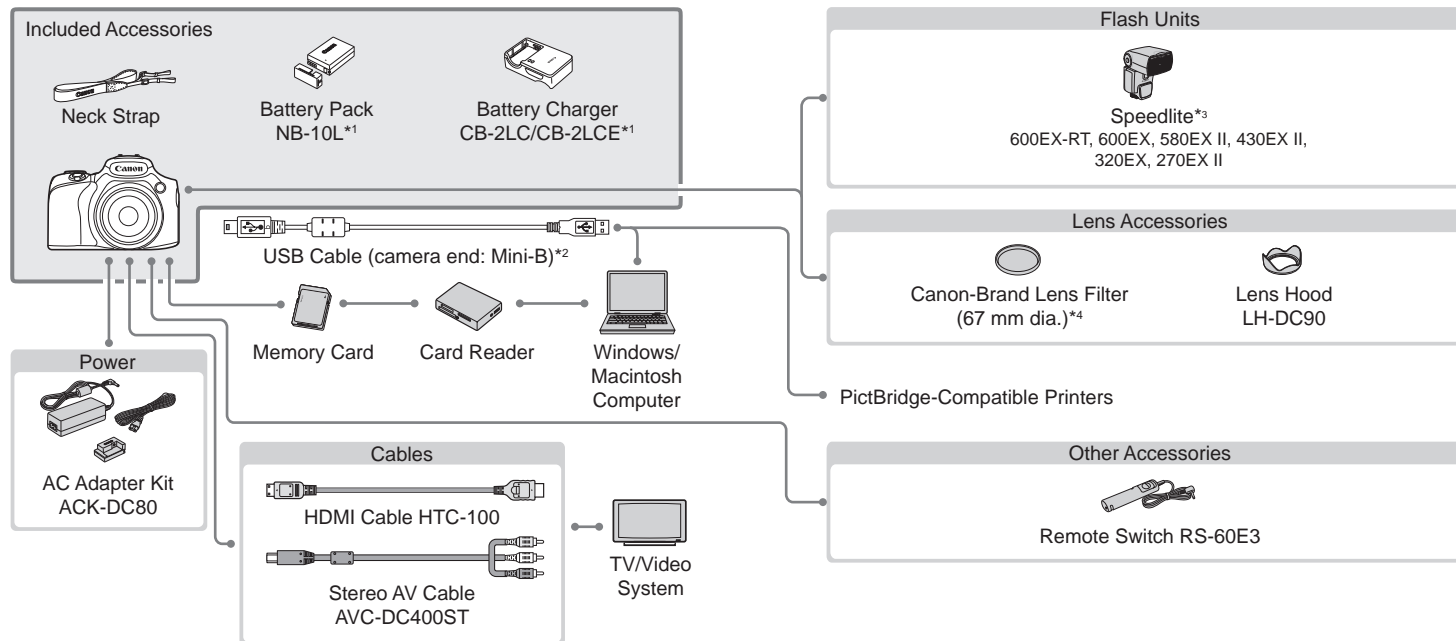 Included Accessories
Neck Strap
Battery Pack
NB-10L*1
Battery Charger
CB-2LC/CB-2LCE*1
Canon
USB Cable (camera end: Mini-B)*2
Memory Card
Card Reader
Windows/
Macintosh
Computer
Power
AC Adapter Kit
ACK-DC80
Cables
HDMI Cable HTC-100
Stereo AV Cable
AVC-DC400ST
TV/Video
System
Flash Units
Speedlite*3
600EX-RT, 600EX, 580EX II, 430EX II,
320EX, 270EX II
Lens Accessories
Canon-Brand Lens Filter
(67 mm dia.)*4
Lens Hood
LH-DC90
PictBridge-Compatible Printers
Other Accessories
Remote Switch RS-60E3